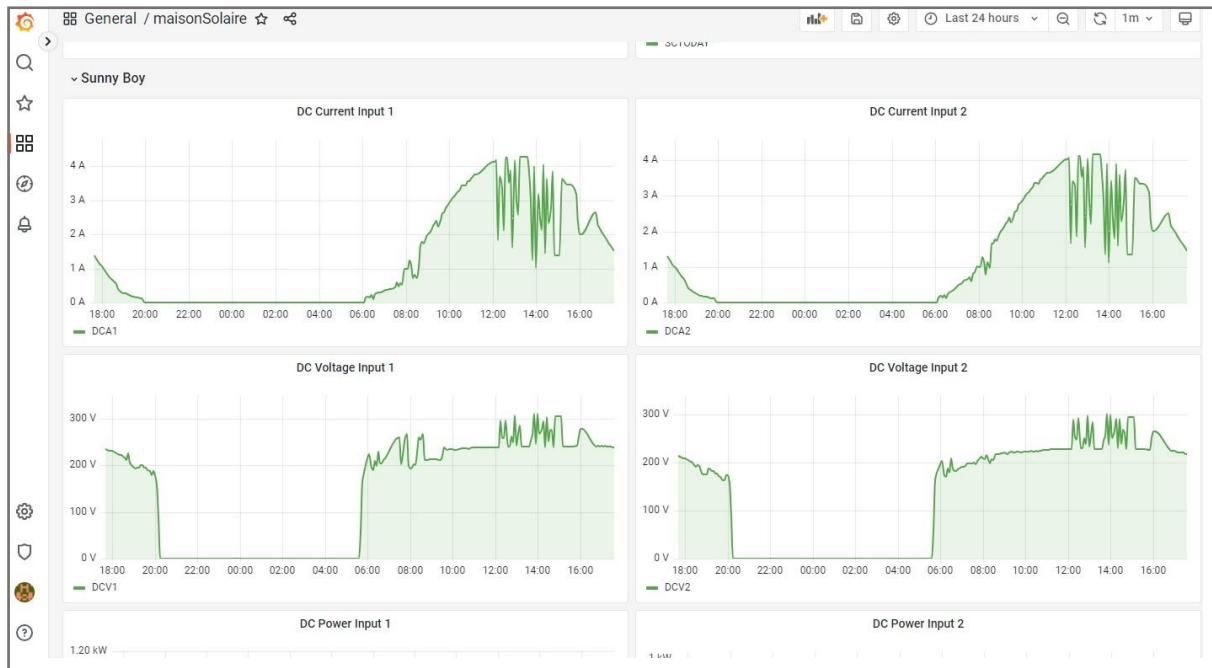 General / maisonSolaire
Last 24 hours
1m
SCTODAY
Sunny Boy
DC Current Input 1
4 A
3 A
2 A
1 A
0 A
18:00 20:00 22:00 00:00 02:00 04:00 06:00 08:00 10:00 12:00 14:00 16:00
DCA1
DC Current Input 2
4 A
3 A
2 A
1 A
0 A
18:00 20:00 22:00 00:00 02:00 04:00 06:00 08:00 10:00 12:00 14:00 16:00
DCA2
DC Voltage Input 1
300 V
200 V
100 V
0 V
18:00 20:00 22:00 00:00 02:00 04:00 06:00 08:00 10:00 12:00 14:00 16:00
DCV1
DC Voltage Input 2
300 V
200 V
100 V
0 V
18:00 20:00 22:00 00:00 02:00 04:00 06:00 08:00 10:00 12:00 14:00 16:00
DCV2
DC Power Input 1
1.20 kW
DC Power Input 2
1 kW